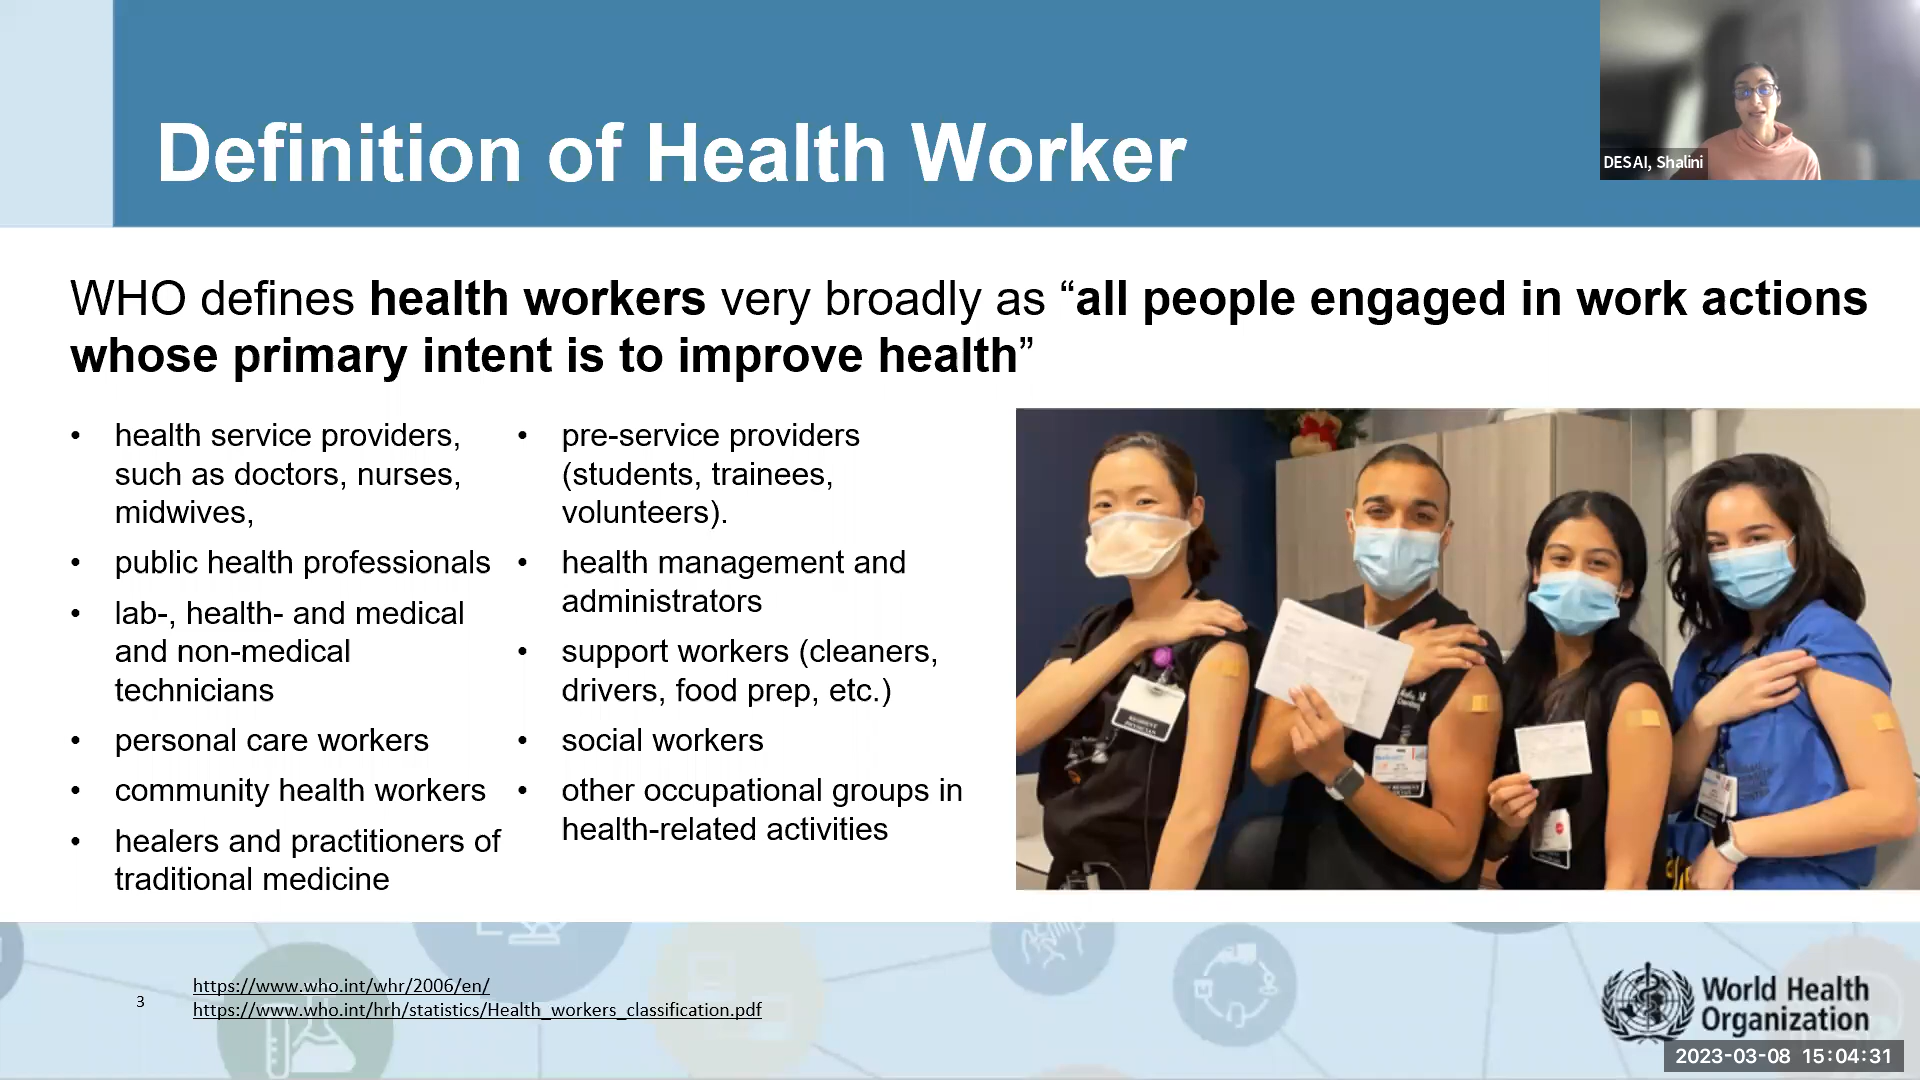 Definition of Health Worker
DESAI, Shalini
WHO defines health workers very broadly as “all people engaged in work actions
whose primary intent is to improve health”
• health service providers,
such as doctors, nurses,
midwives,
• public health professionals
• lab-, health- and medical
and non-medical
technicians
• personal care workers
• community health workers
• healers and practitioners of
traditional medicine
• pre-service providers
(students, trainees,
volunteers).
• health management and
administrators
• support workers (cleaners,
drivers, food prep, etc.)
• social workers
• other occupational groups in
health-related activities
RESIDENT
PHYSICIAN
3
https://www.who.int/whr/2006/en/
https://www.who.int/hrh/statistics/Health_workers_classification.pdf
World Health
Organization
2023-03-08 15:04:31